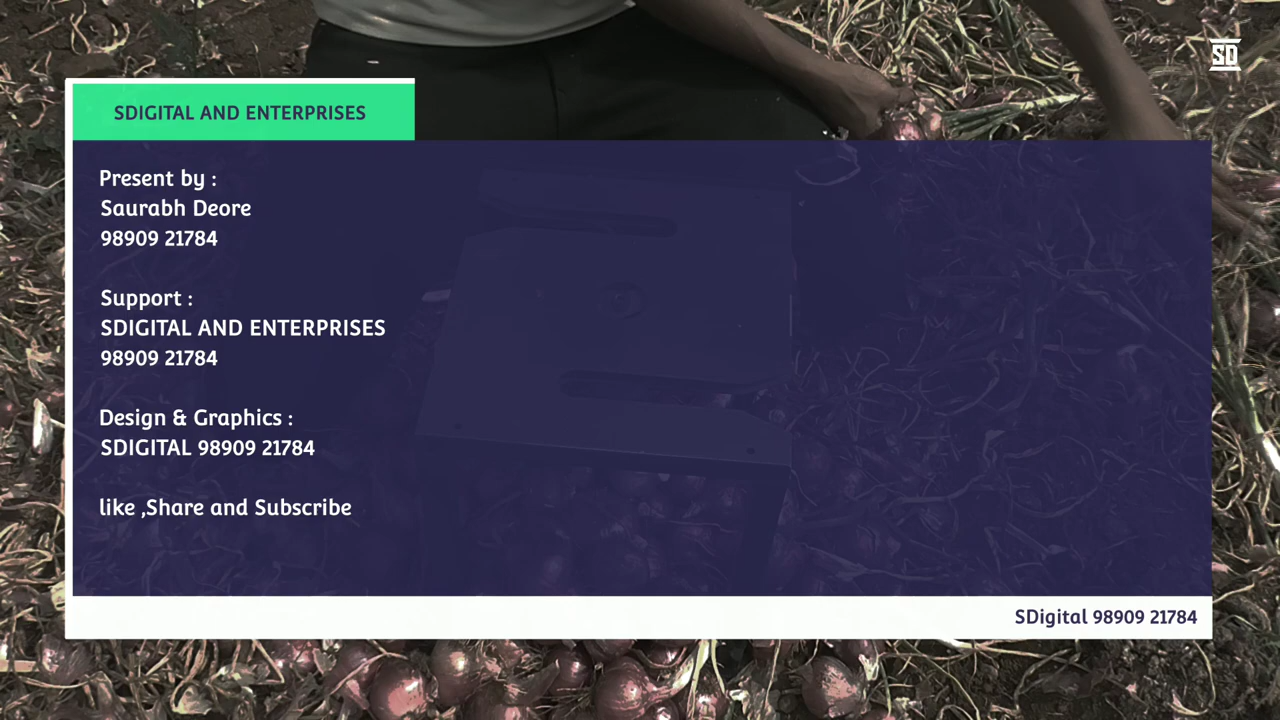 SD
SDIGITAL AND ENTERPRISES
Present by :
Saurabh Deore
98909 21784
Support :
SDIGITAL AND ENTERPRISES
98909 21784
Design & Graphics :
SDIGITAL 98909 21784
like ,Share and Subscribe
SDigital 98909 21784